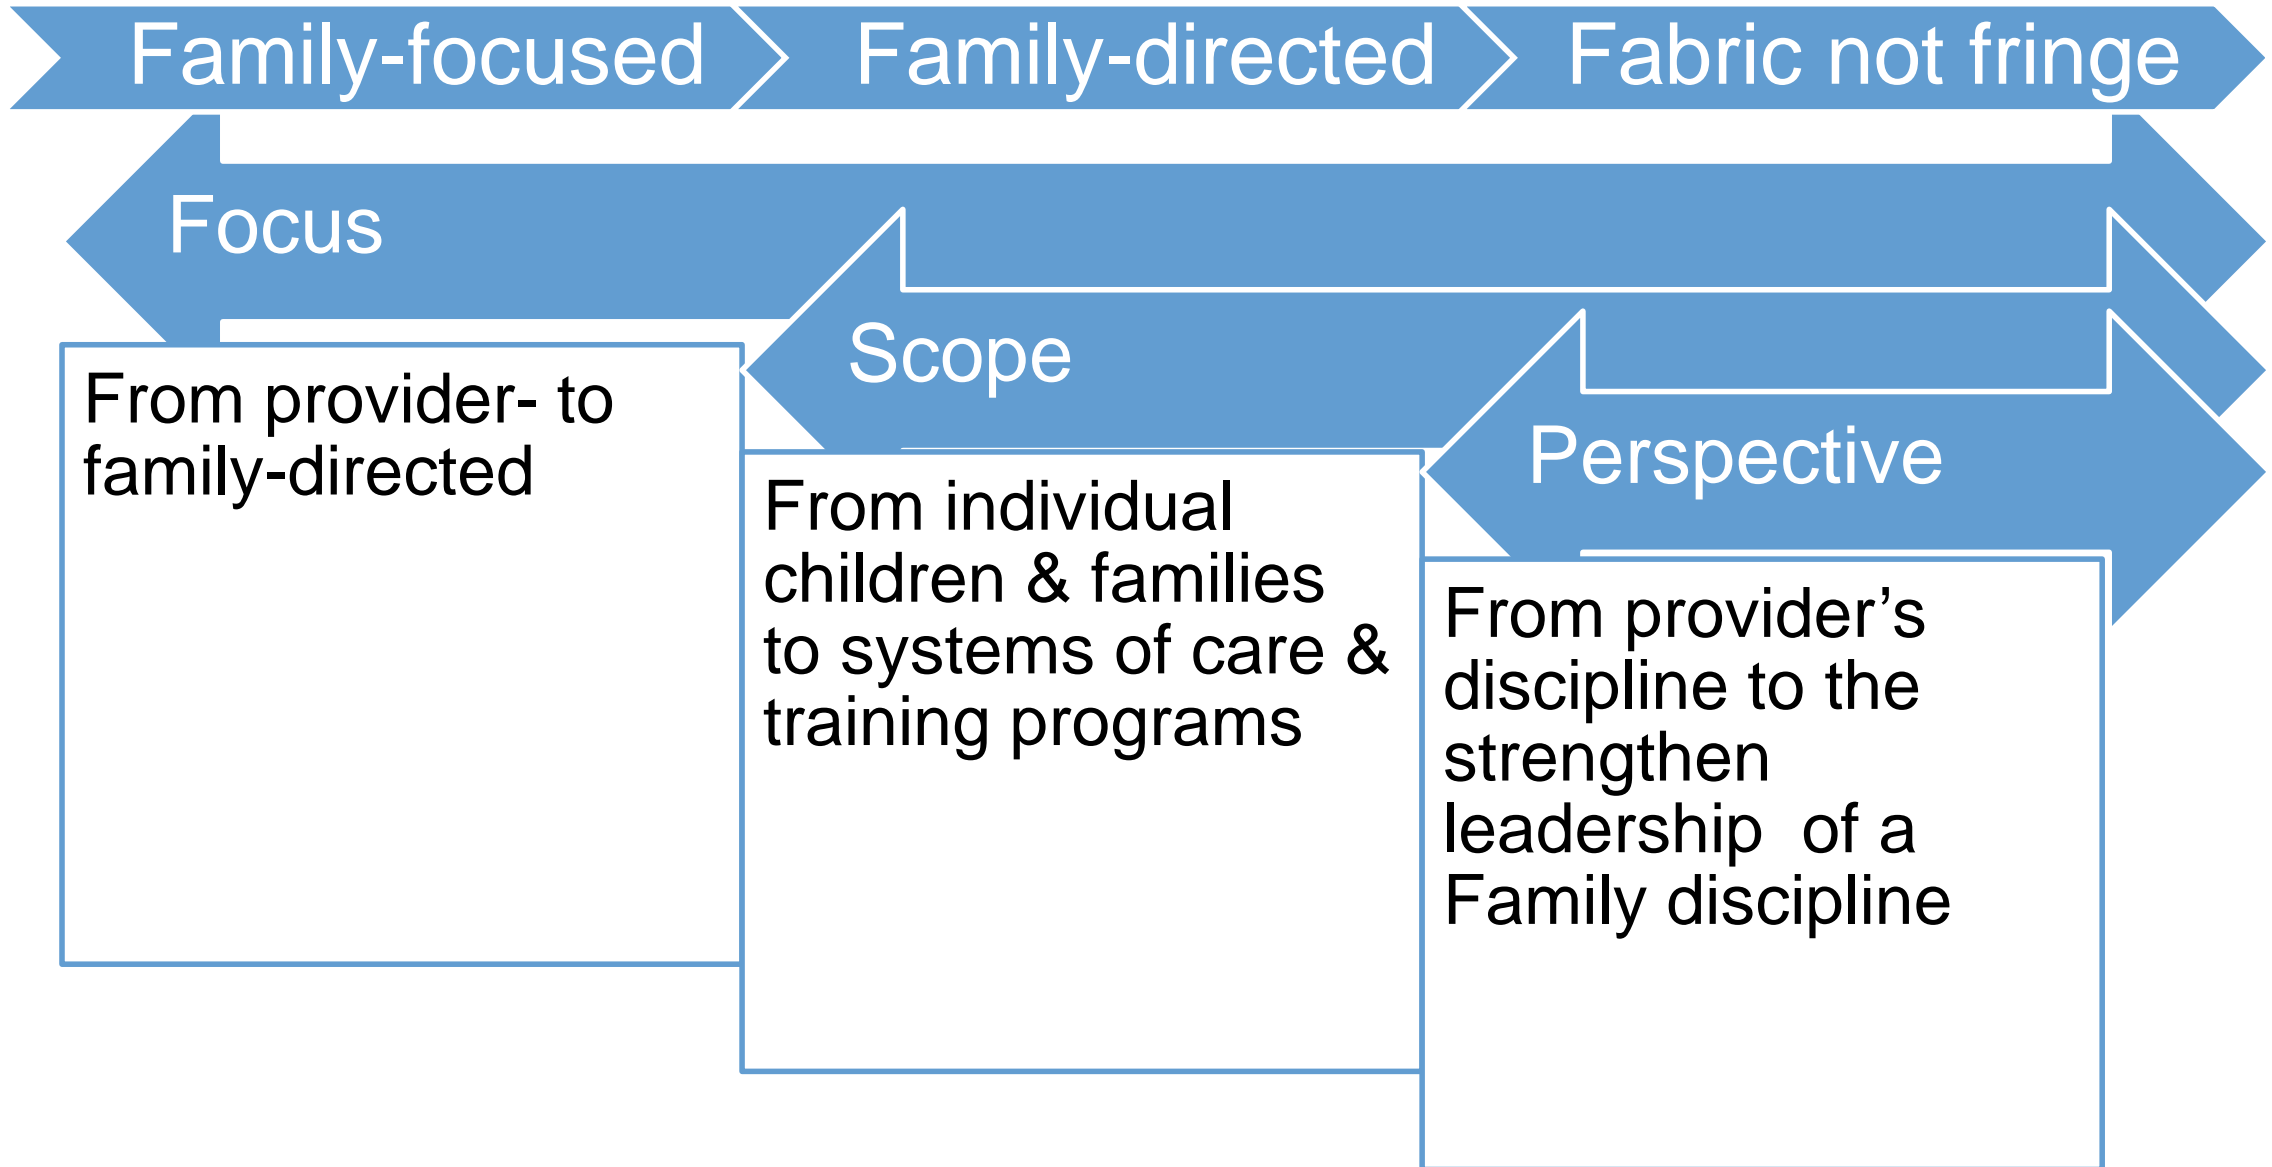 Family-focused
Family-directed
Fabric not fringe
Focus
From provider- to
family-directed
Scope
From individual
children & families
to systems of care &
training programs
Perspective
From provider’s
discipline to the
strengthen
leadership  of a
Family discipline